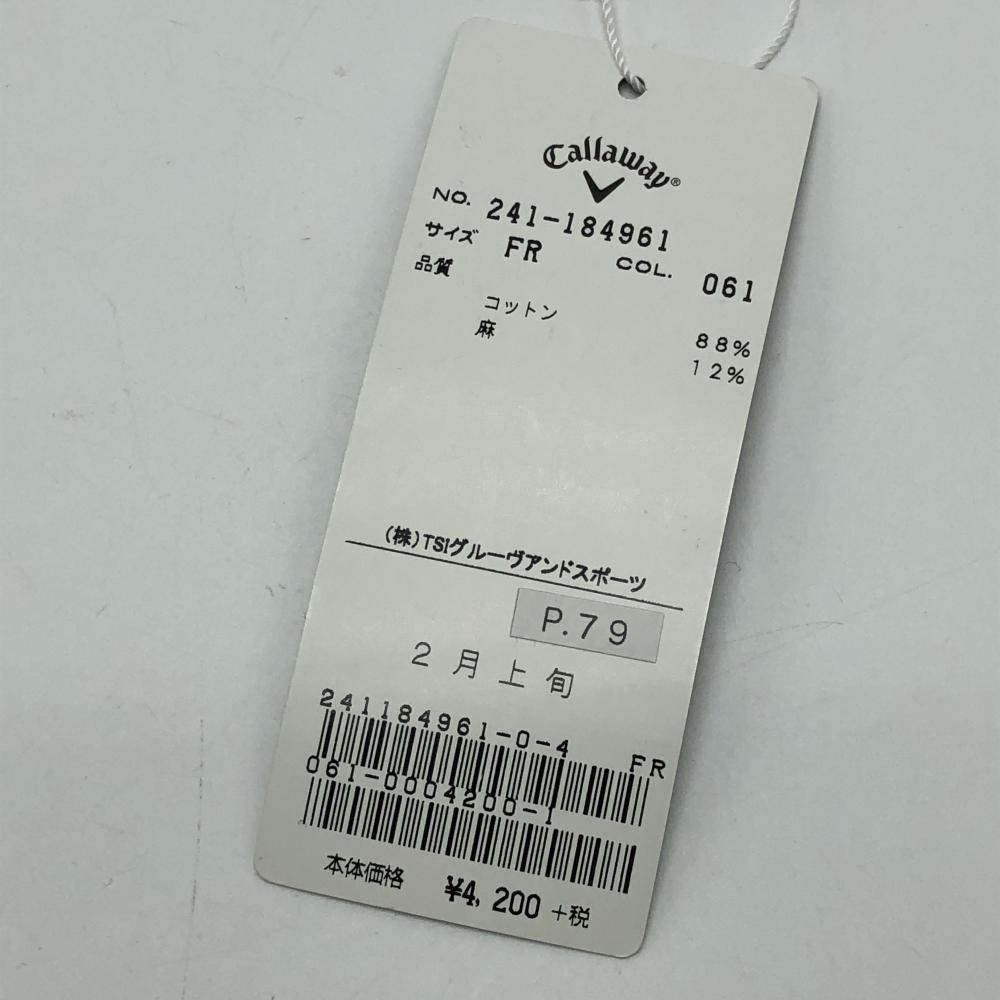 Callaway®
NO. 241-184961
サイズ FR COL. 061
品質
コットン 88%
麻 12%
(株)TSIグルーヴアンドスポーツ
P.79
2月上旬
241184961-0-4 FR
061-0004200-1
本体価格 ¥4,200 +税